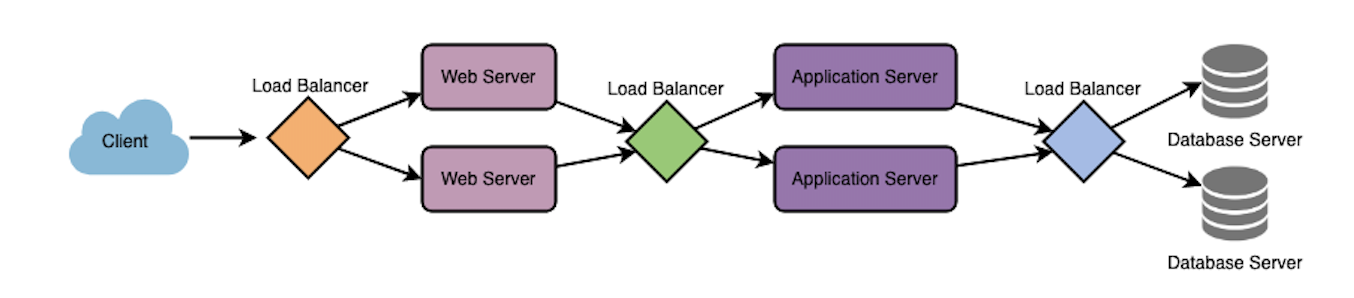 Client
Load Balancer
Web Server
Web Server
Load Balancer
Application Server
Application Server
Load Balancer
Database Server
Database Server